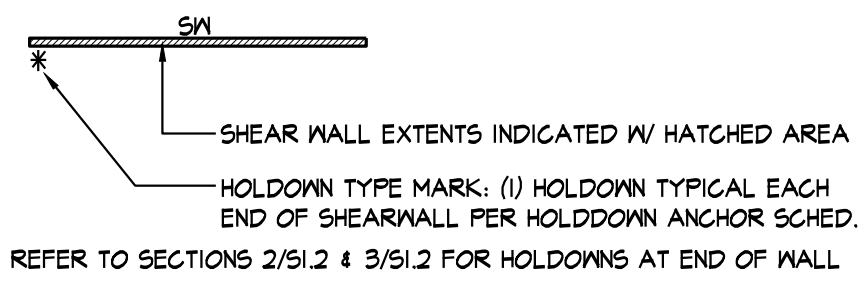 SW
*
SHEAR WALL EXTENTS INDICATED W/ HATCHED AREA
HOLDOWN TYPE MARK: (1) HOLDOWN TYPICAL EACH
END OF SHEARWALL PER HOLDDOWN ANCHOR SCHED.
REFER TO SECTIONS 2/S1.2 & 3/S1.2 FOR HOLDOWNS AT END OF WALL